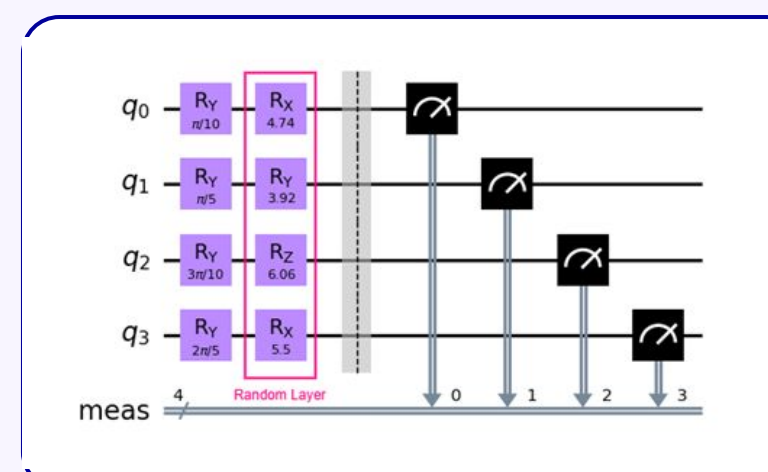 q0 RY π/10 RX 4.74
q1 RY π/5 RY 3.92
q2 RY 3π/10 RZ 6.06
q3 RY 2π/5 RX 5.5
Random Layer
meas 4 0 1 2 3